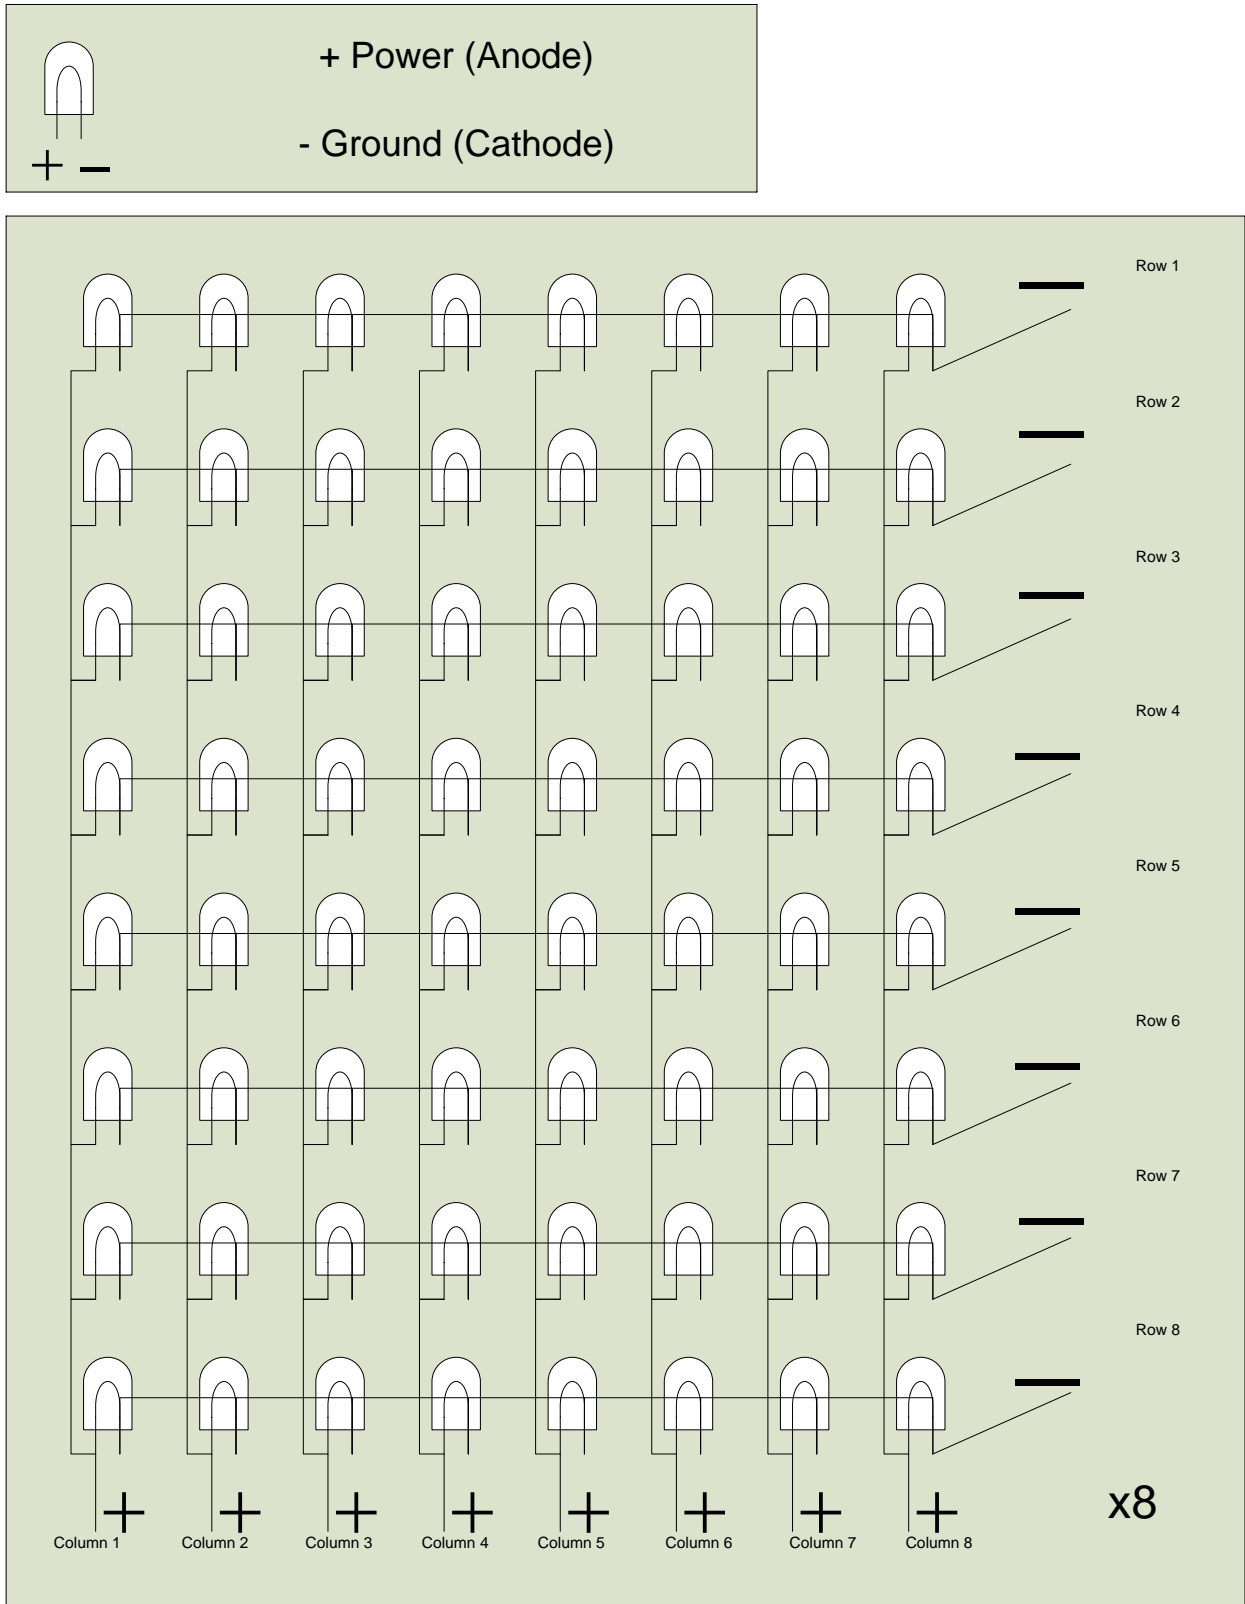 + Power (Anode)
- Ground (Cathode)
+ -
Row 1
Row 2
Row 3
Row 4
Row 5
Row 6
Row 7
Row 8
x8
Column 1 Column 2 Column 3 Column 4 Column 5 Column 6 Column 7 Column 8